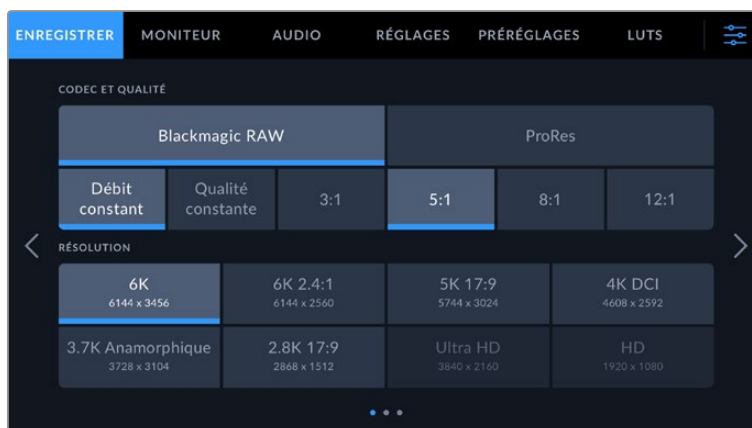 ENREGISTRER MONITEUR AUDIO RÉGLAGES PRÉRÉGLAGES LUTS
CODEC ET QUALITÉ
Blackmagic RAW ProRes
Débit constant Qualité constante 3:1 5:1 8:1 12:1
RÉSOLUTION
6K 6K 2.4:1 5K 17:9 4K DCI
6144 x 3456 6144 x 2560 5744 x 3024 4608 x 2592
3.7K Anamorphique 2.8K 17:9 Ultra HD HD
3728 x 3104 2868 x 1512 3840 x 2160 1920 x 1080